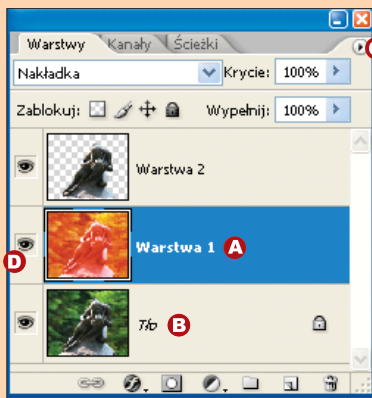 Warstwy Kanały Ścieżki
Nakładka Krycie: 100%
Zablokuj: Wypełnij: 100%
Warstwa 2
Warstwa 1 A
D
Tło B